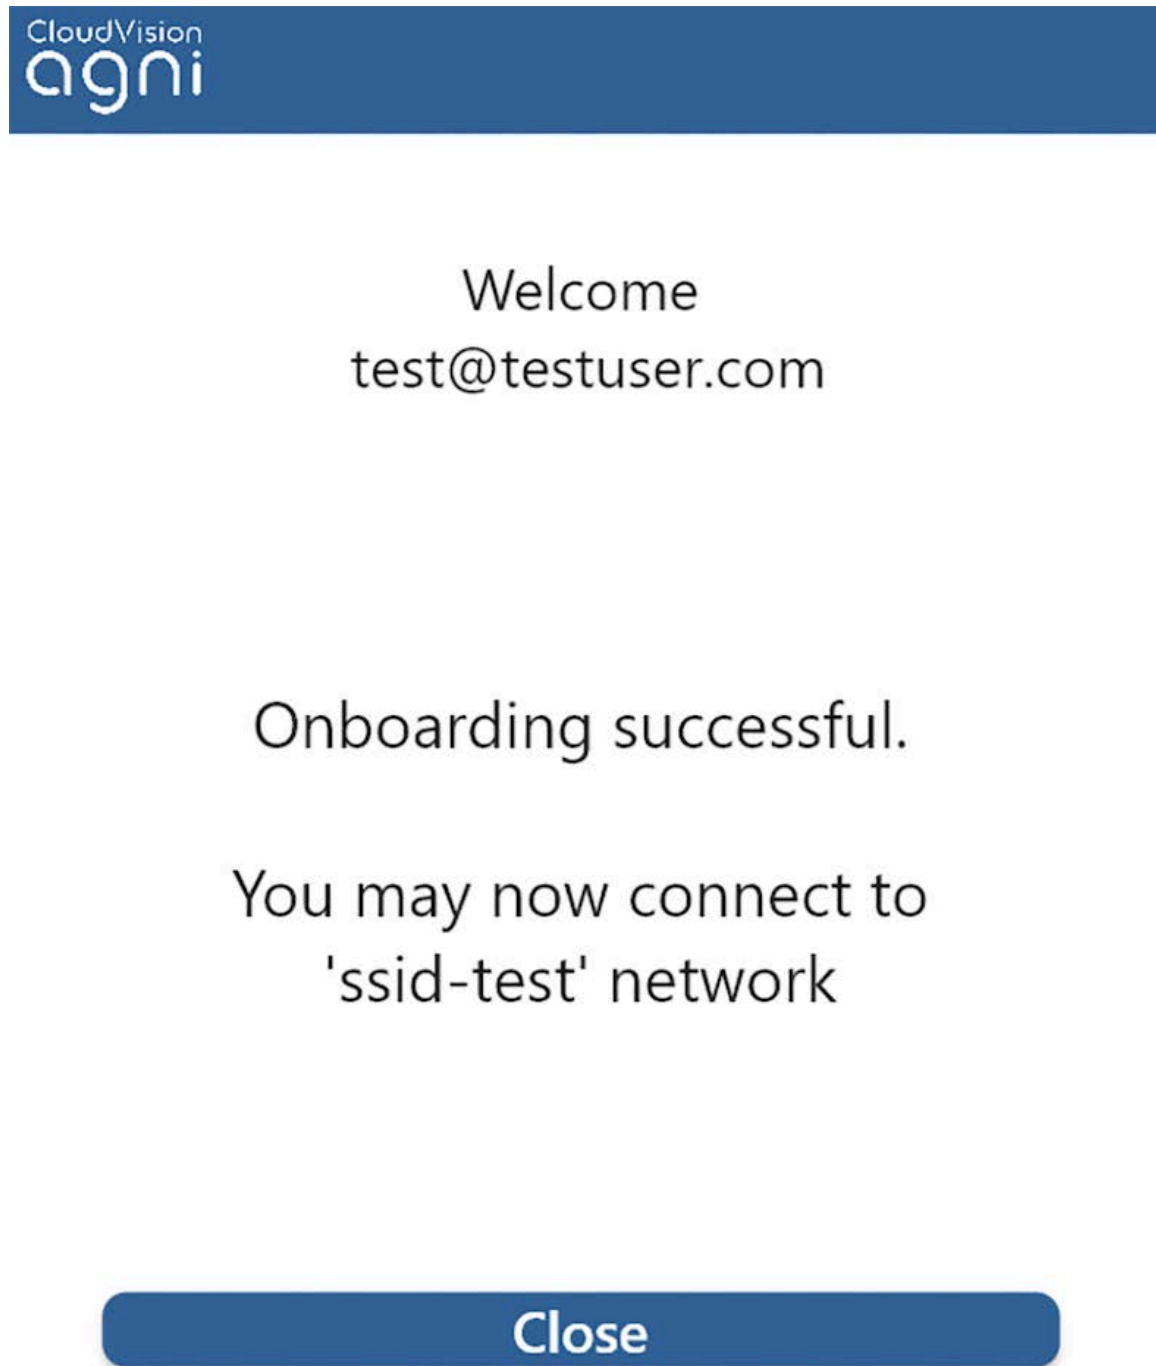 CloudVision
agni
Welcome
test@testuser.com
Onboarding successful.
You may now connect to
'ssid-test' network
Close